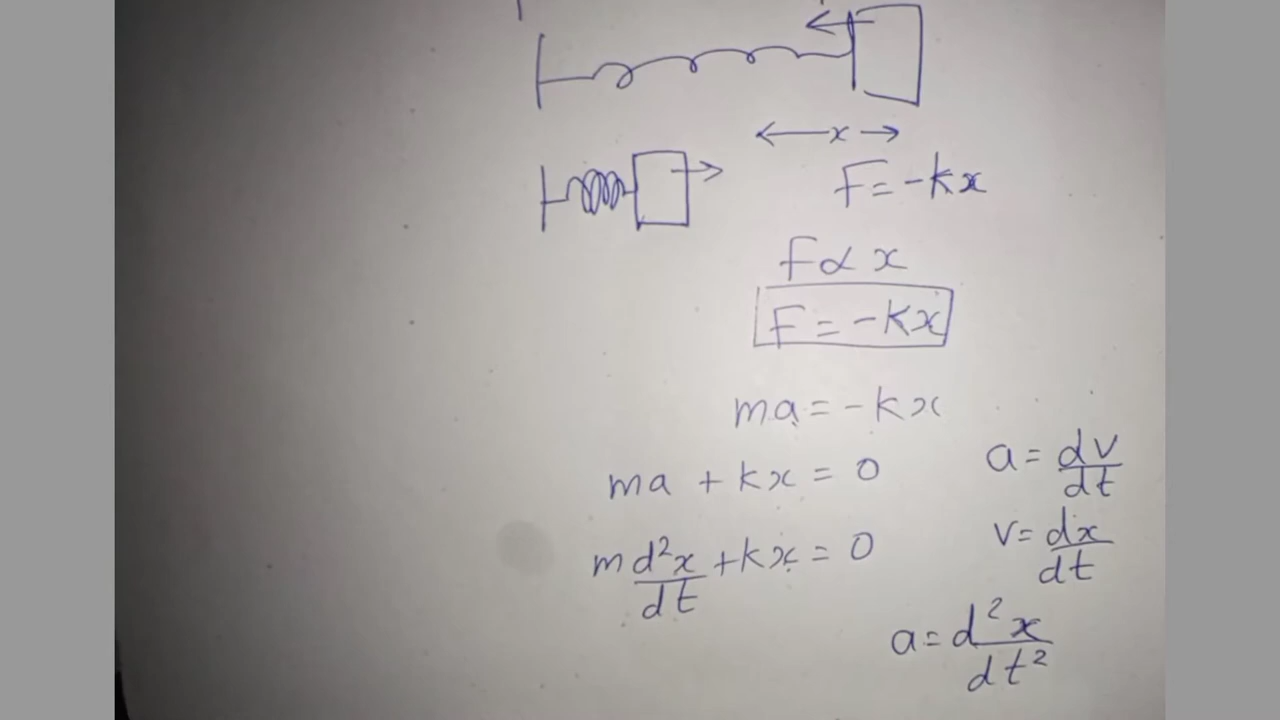 x
F = -kx
F ∝ x
F = -kx
ma = -kx
ma + kx = 0
a = dv/dt
m d²x/dt + kx = 0
v = dx/dt
a = d²x/dt²